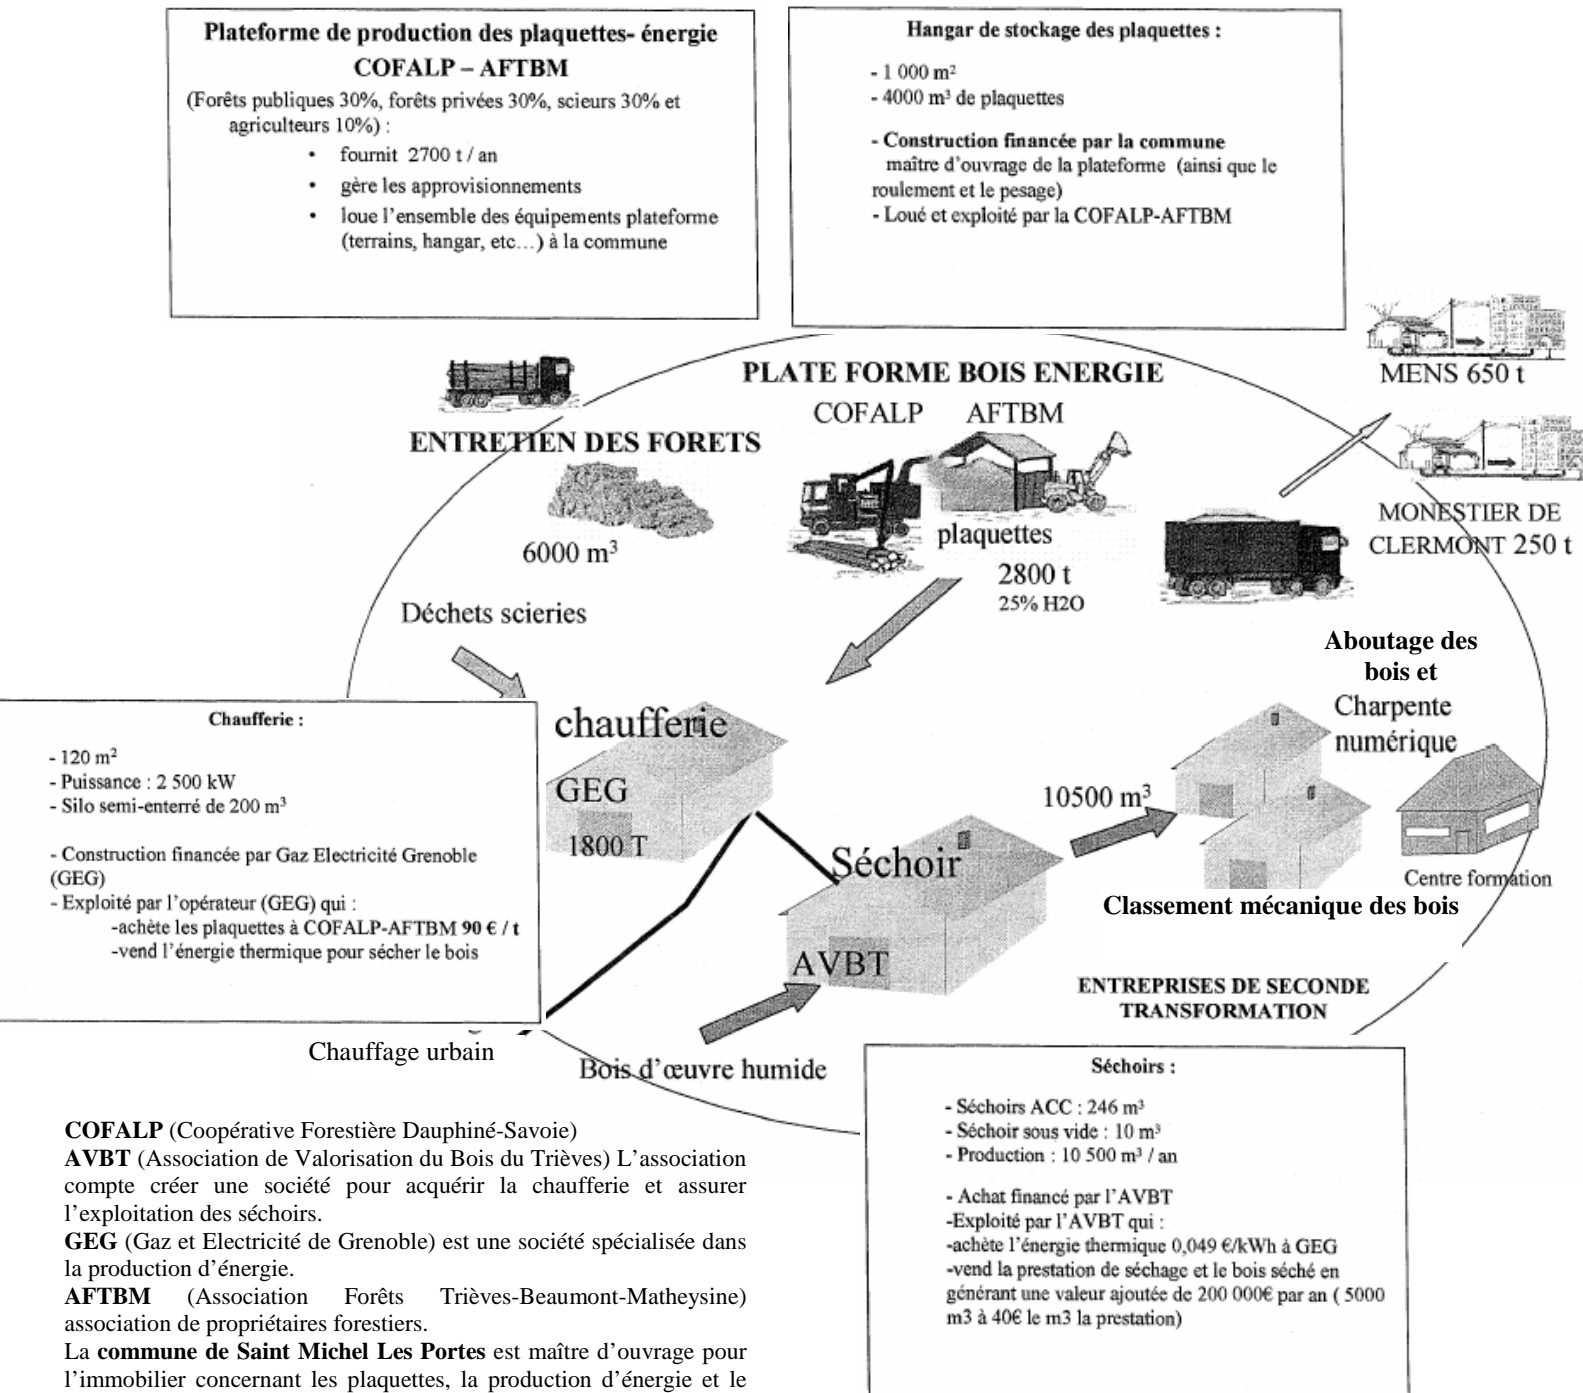 Plateforme de production des plaquettes- énergie
COFALP – AFTBM
(Forêts publiques 30%, forêts privées 30%, scieurs 30% et
agriculteurs 10%) :
• fournit 2700 t / an
• gère les approvisionnements
• loue l'ensemble des équipements plateforme
(terrains, hangar, etc…) à la commune
Hangar de stockage des plaquettes :
- 1 000 m²
- 4000 m³ de plaquettes
- Construction financée par la commune
maître d'ouvrage de la plateforme (ainsi que le
roulement et le pesage)
- Loué et exploité par la COFALP-AFTBM
MENS 650 t
PLATE FORME BOIS ENERGIE
COFALP AFTBM
ENTRETIEN DES FORETS
6000 m³
plaquettes
2800 t
25% H2O
MONESTIER DE
CLERMONT 250 t
Déchets scieries
Aboutage des
bois et
Charpente
numérique
Chaufferie :
- 120 m²
- Puissance : 2 500 kW
- Silo semi-enterré de 200 m³
- Construction financée par Gaz Electricité Grenoble
(GEG)
- Exploité par l'opérateur (GEG) qui :
-achète les plaquettes à COFALP-AFTBM 90 € / t
-vend l'énergie thermique pour sécher le bois
chaufferie
GEG
1800 T
10500 m³
Séchoir
AVBT
Centre formation
Classement mécanique des bois
ENTREPRISES DE SECONDE
TRANSFORMATION
Chauffage urbain
Bois d'œuvre humide
Séchoirs :
- Séchoirs ACC : 246 m³
- Séchoir sous vide : 10 m³
- Production : 10 500 m³ / an
- Achat financé par l'AVBT
-Exploité par l'AVBT qui :
-achète l'énergie thermique 0,049 €/kWh à GEG
-vend la prestation de séchage et le bois séché en
générant une valeur ajoutée de 200 000€ par an ( 5000
m3 à 40€ le m3 la prestation)
COFALP (Coopérative Forestière Dauphiné-Savoie)
AVBT (Association de Valorisation du Bois du Trièves) L'association
compte créer une société pour acquérir la chaufferie et assurer
l'exploitation des séchoirs.
GEG (Gaz et Electricité de Grenoble) est une société spécialisée dans
la production d'énergie.
AFTBM (Association Forêts Trièves-Beaumont-Matheysine)
association de propriétaires forestiers.
La commune de Saint Michel Les Portes est maître d'ouvrage pour
l'immobilier concernant les plaquettes, la production d'énergie et le